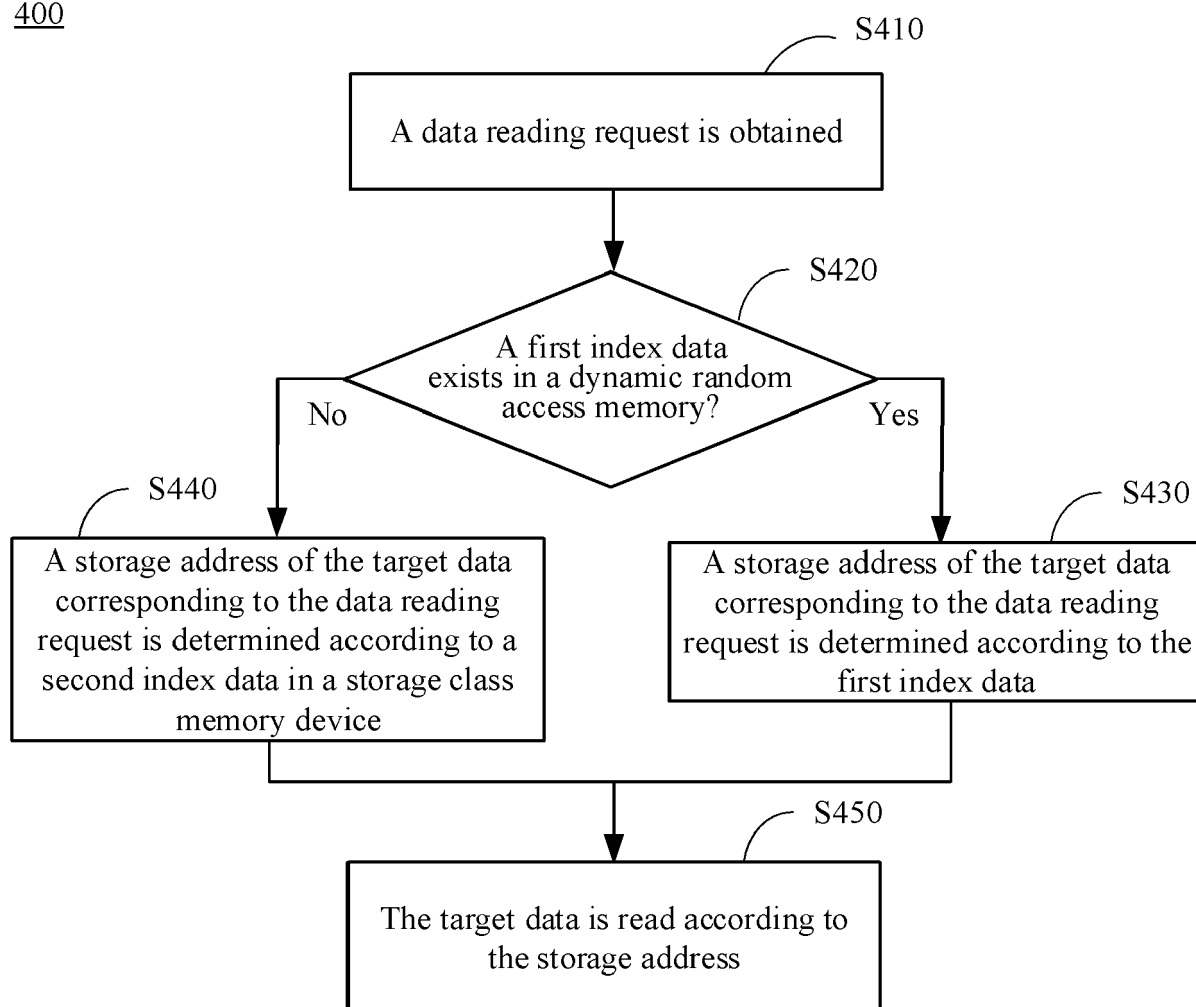 400
S410
A data reading request is obtained
S420
A first index data
exists in a dynamic random
access memory?
No
Yes
S440
S430
A storage address of the target data
corresponding to the data reading
request is determined according to a
second index data in a storage class
memory device
A storage address of the target data
corresponding to the data reading
request is determined according to the
first index data
S450
The target data is read according to
the storage address